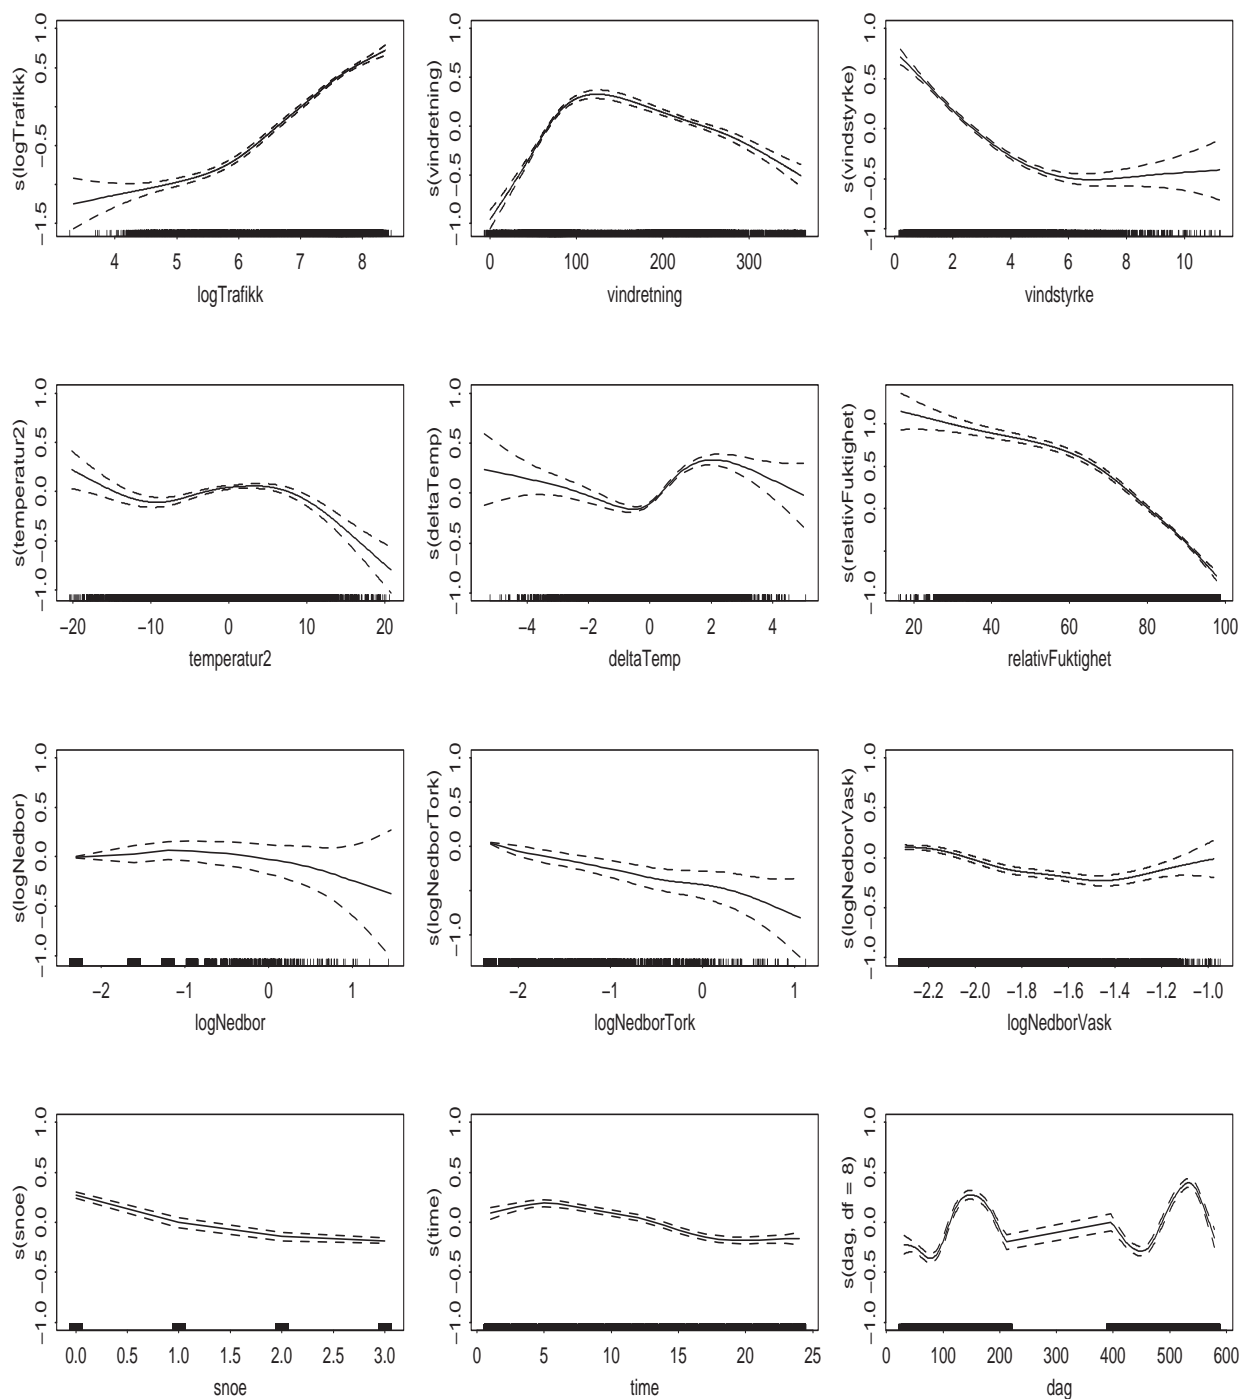 s(logTrafikk)
−1.5 −0.5 0.5 1.0
4 5 6 7 8
logTrafikk
s(vindretning)
−1.0 −0.5 0.0 0.5 1.0
0 100 200 300
vindretning
s(vindstyrke)
−1.0 −0.5 0.0 0.5 1.0
0 2 4 6 8 10
vindstyrke
s(temperatur2)
−1.0 −0.5 0.0 0.5 1.0
−20 −10 0 10 20
temperatur2
s(deltaTemp)
−1.0 −0.5 0.0 0.5 1.0
−4 −2 0 2 4
deltaTemp
s(relativFuktighet)
−1.0 0.0 0.5 1.0
20 40 60 80 100
relativFuktighet
s(logNedbor)
−1.0 −0.5 0.0 0.5 1.0
−2 −1 0 1
logNedbor
s(logNedborTork)
−1.0 0.0 0.5 1.0
−2 −1 0 1
logNedborTork
s(logNedborVask)
−1.0 −0.5 0.0 0.5 1.0
−2.2 −2.0 −1.8 −1.6 −1.4 −1.2 −1.0
logNedborVask
s(snoe)
−1.0 −0.5 0.0 0.5 1.0
0.0 0.5 1.0 1.5 2.0 2.5 3.0
snoe
s(time)
−1.0 −0.5 0.0 0.5 1.0
0 5 10 15 20 25
time
s(dag, df = 8)
−1.0 −0.5 0.0 0.5 1.0
0 100 200 300 400 500 600
dag